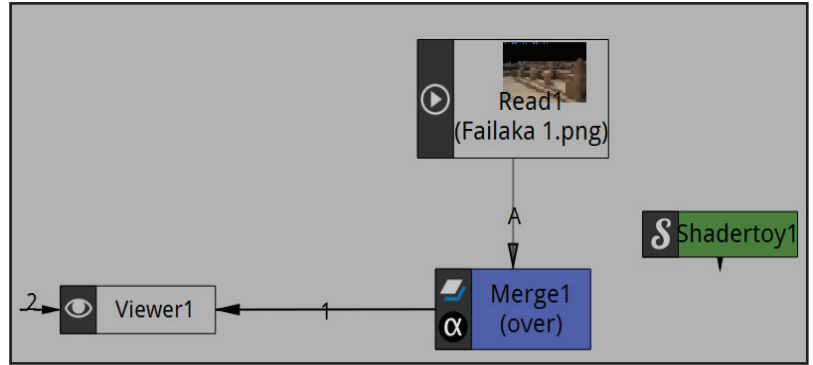 Read1
(Failaka 1.png)
A
S Shadertoy1
2
Viewer1
1
Merge1
(over)
α